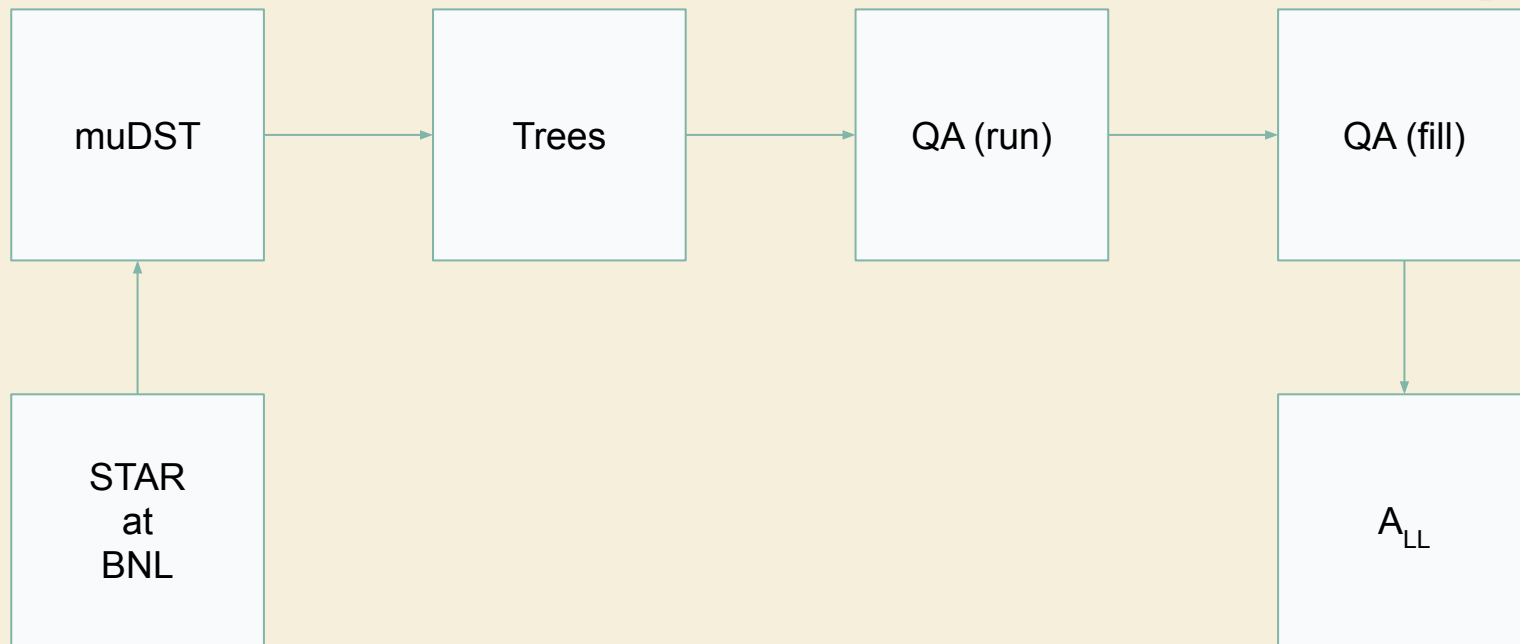 muDST
Trees
QA (run)
QA (fill)
STAR
at
BNL
A_LL